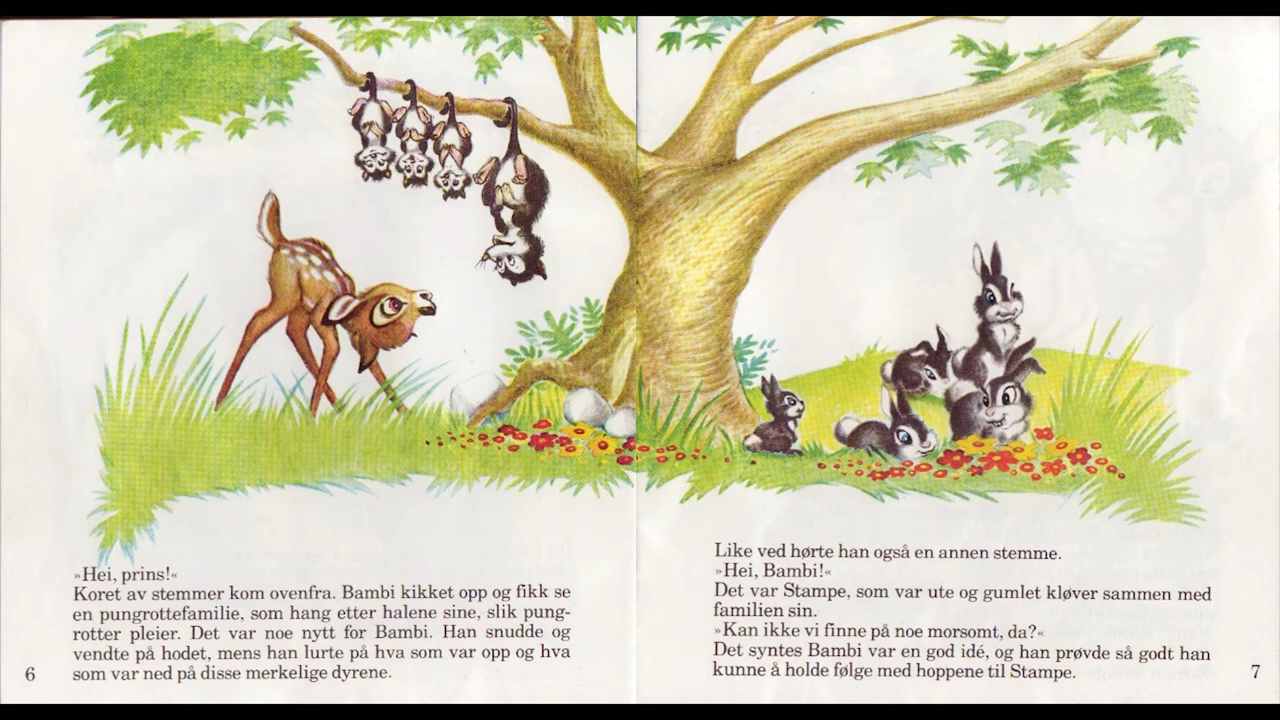 »Hei, prins!«
Koret av stemmer kom ovenfra. Bambi kikket opp og fikk se
en pungrottefamilie, som hang etter halene sine, slik pung-
rotter pleier. Det var noe nytt for Bambi. Han snudde og
vendte på hodet, mens han lurte på hva som var opp og hva
som var ned på disse merkelige dyrene.
6
Like ved hørte han også en annen stemme.
»Hei, Bambi!«
Det var Stampe, som var ute og gumlet kløver sammen med
familien sin.
»Kan ikke vi finne på noe morsomt, da?«
Det syntes Bambi var en god idé, og han prøvde så godt han
kunne å holde følge med hoppene til Stampe.
7